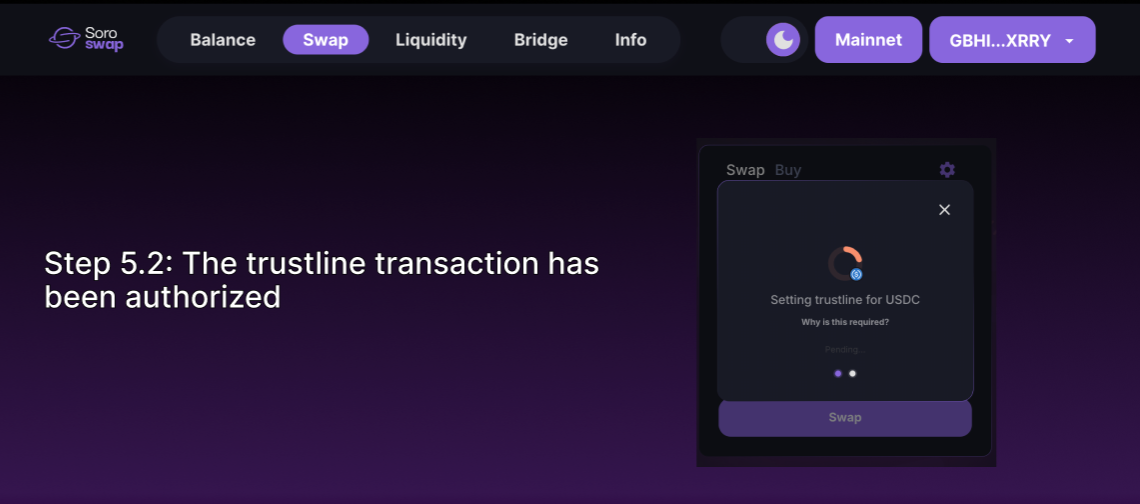 Soro
swap
Balance
Swap
Liquidity
Bridge
Info
Mainnet
GBHI...XRRY
Step 5.2: The trustline transaction has
been authorized
Swap Buy
Setting trustline for USDC
Why is this required?
Pending...
Swap